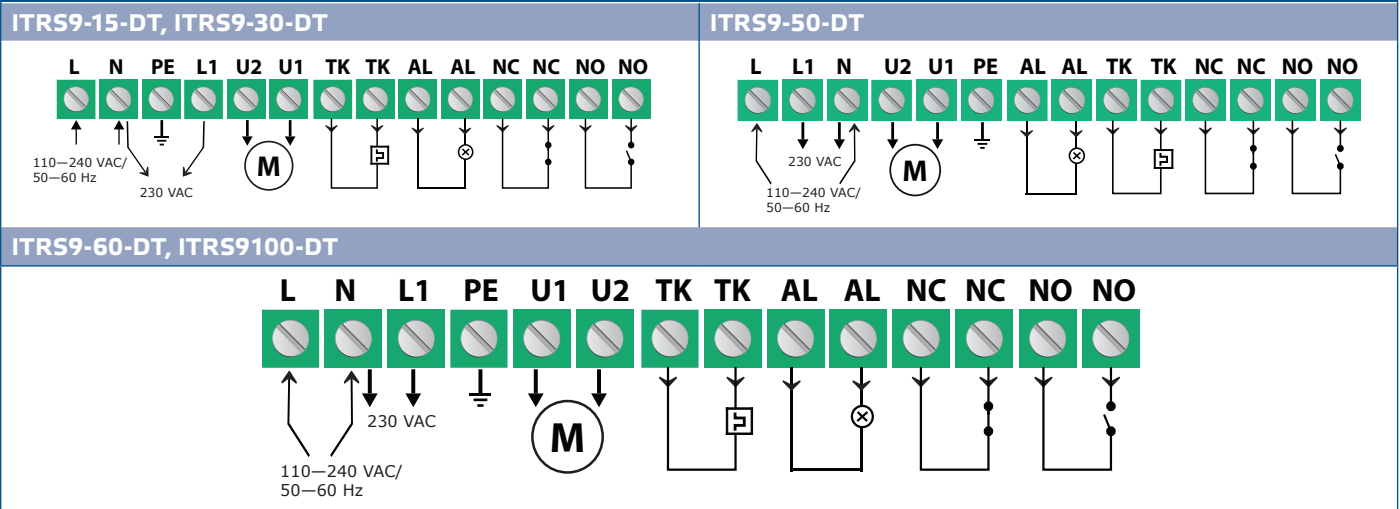 ITRS9-15-DT, ITRS9-30-DT
L N PE L1 U2 U1 TK TK AL AL NC NC NO NO
110—240 VAC/
50—60 Hz
230 VAC
M
ITRS9-50-DT
L L1 N U2 U1 PE AL AL TK TK NC NC NO NO
230 VAC
110—240 VAC/
50—60 Hz
M
ITRS9-60-DT, ITRS9100-DT
L N L1 PE U1 U2 TK TK AL AL NC NC NO NO
230 VAC
110—240 VAC/
50—60 Hz
M